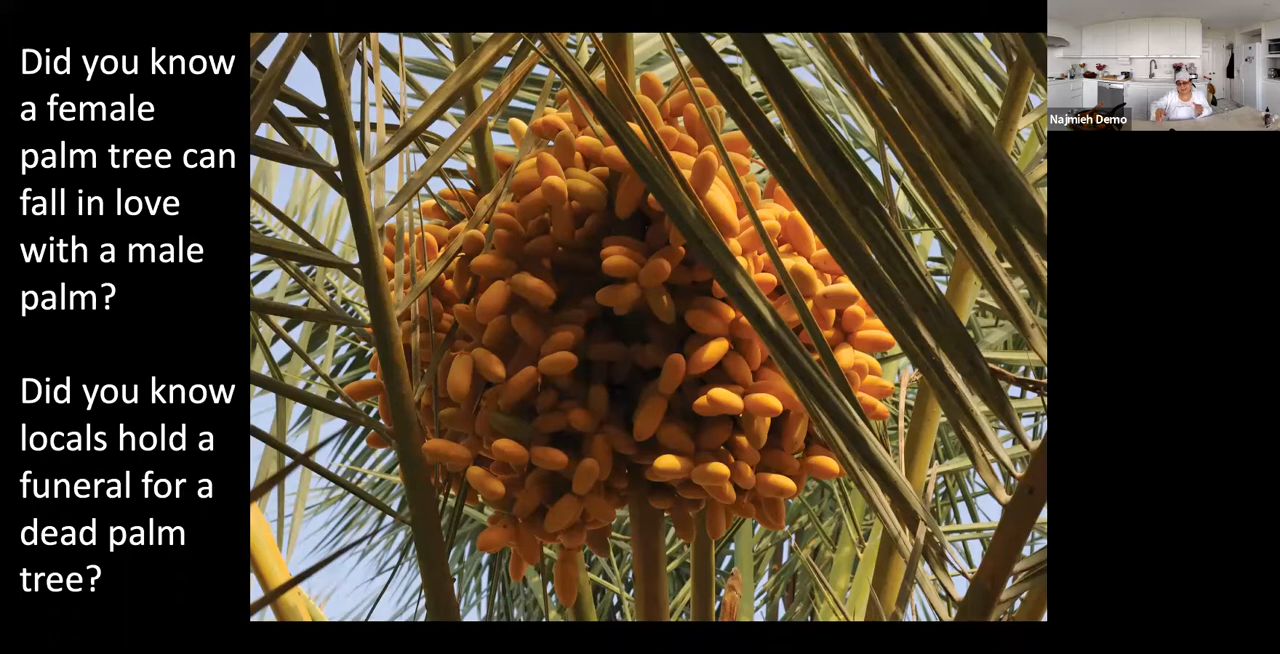 Did you know
a female
palm tree can
fall in love
with a male
palm?
Did you know
locals hold a
funeral for a
dead palm
tree?
Najmieh Demo